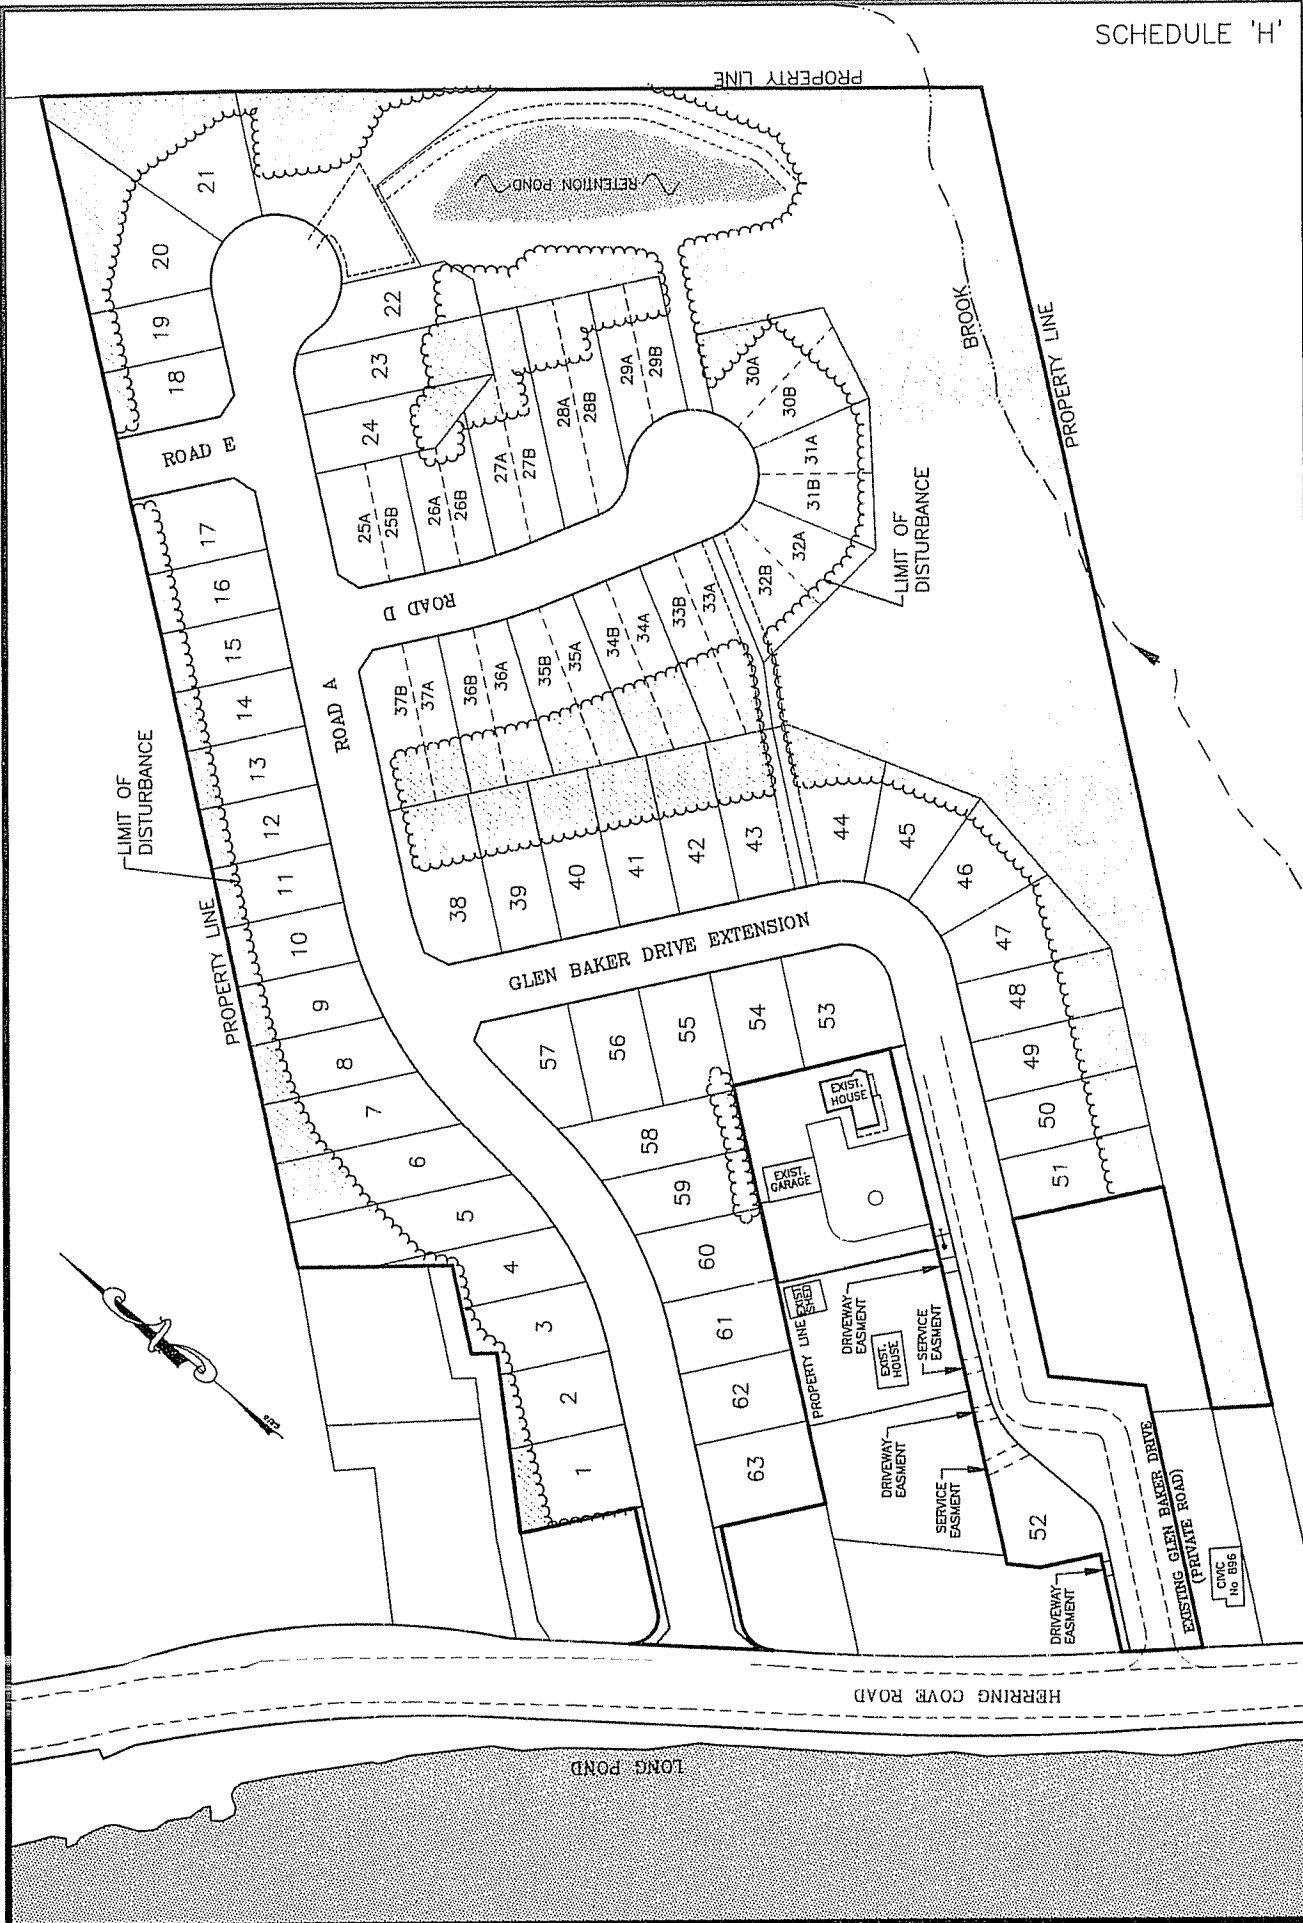 SCHEDULE 'H'
PROPERTY LINE
21
20
19
18
RETENTION POND
22
23
24
ROAD E
BROOK
PROPERTY LINE
30A
30B
31A
31B
32A
32B
29A
29B
28A
28B
27A
27B
26A
26B
25A
25B
LIMIT OF
DISTURBANCE
ROAD D
17
16
15
14
13
12
11
10
9
8
7
6
5
4
3
2
1
ROAD A
33A
33B
34A
34B
35A
35B
36A
36B
37A
37B
LIMIT OF
DISTURBANCE
PROPERTY LINE
38
39
40
41
42
43
44
45
46
47
48
49
50
51
GLEN BAKER DRIVE EXTENSION
53
54
55
56
57
58
59
60
61
62
63
EXIST.
HOUSE
EXIST.
GARAGE
EXIST.
SHED
PROPERTY LINE
DRIVEWAY
EASMENT
EXIST.
HOUSE
SERVICE
EASMENT
DRIVEWAY
EASMENT
SERVICE
EASMENT
52
DRIVEWAY
EASMENT
EXISTING GLEN BAKER DRIVE
(PRIVATE ROAD)
CIVIC
No 896
HERRING COVE ROAD
LONG POND